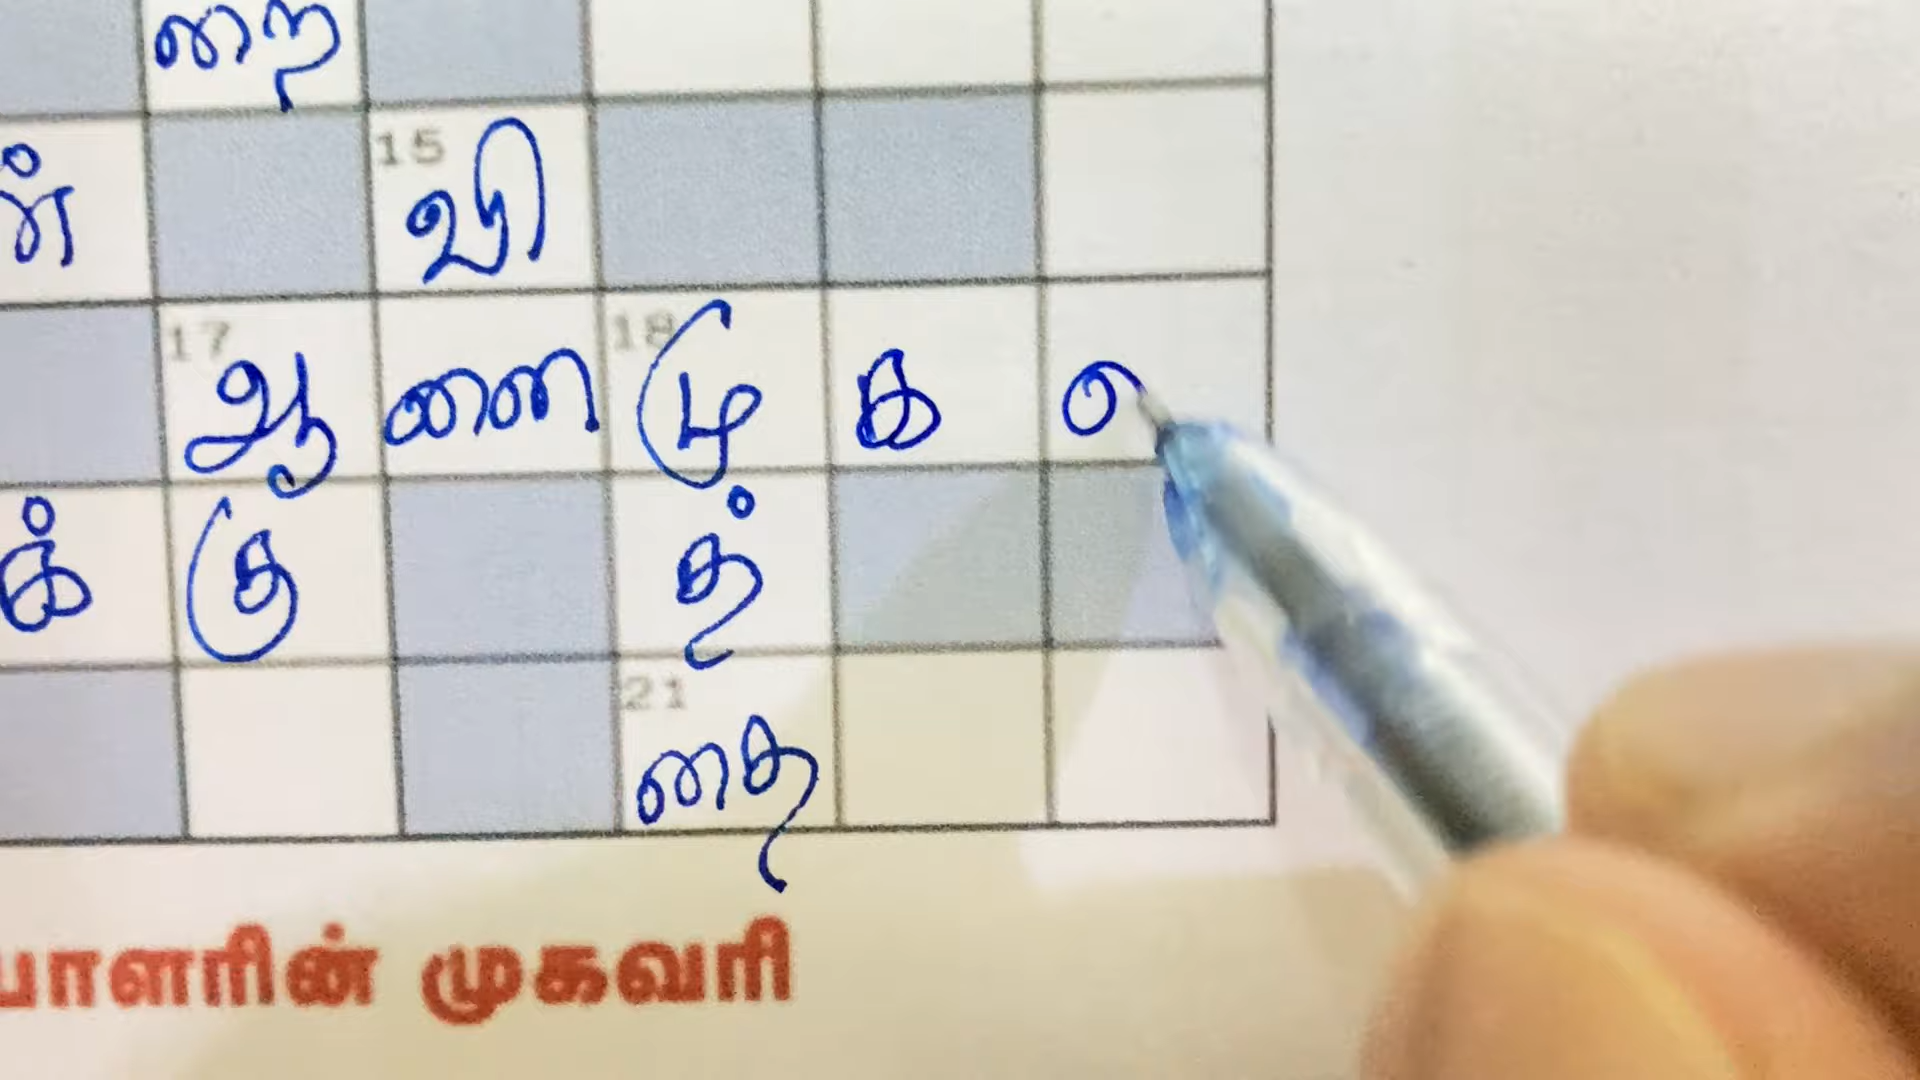 றை
ள் 15 வி
17 ஆ னை 18 மு க
க் கு த்
21 தை
பாளரின் முகவரி